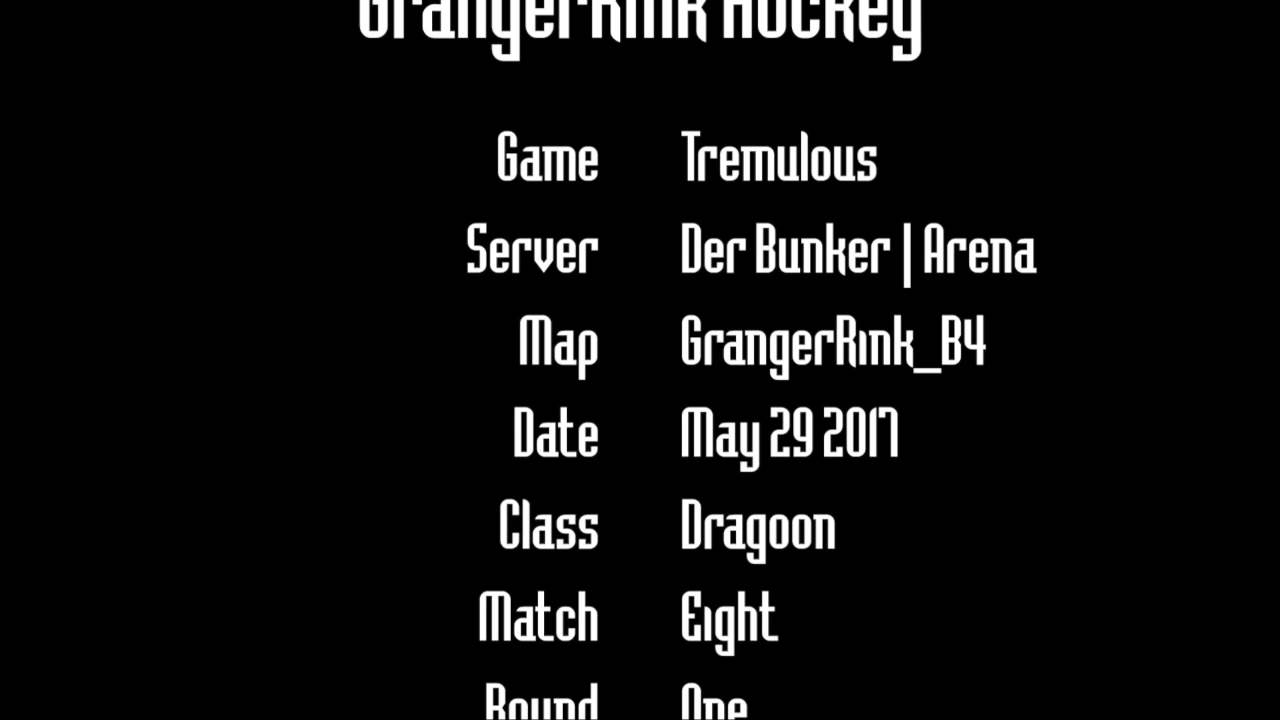 GrangerRink Hockey
Game Tremulous
Server Der Bunker | Arena
Map GrangerRink_B4
Date May 29 2017
Class Dragoon
Match Eight
Round One